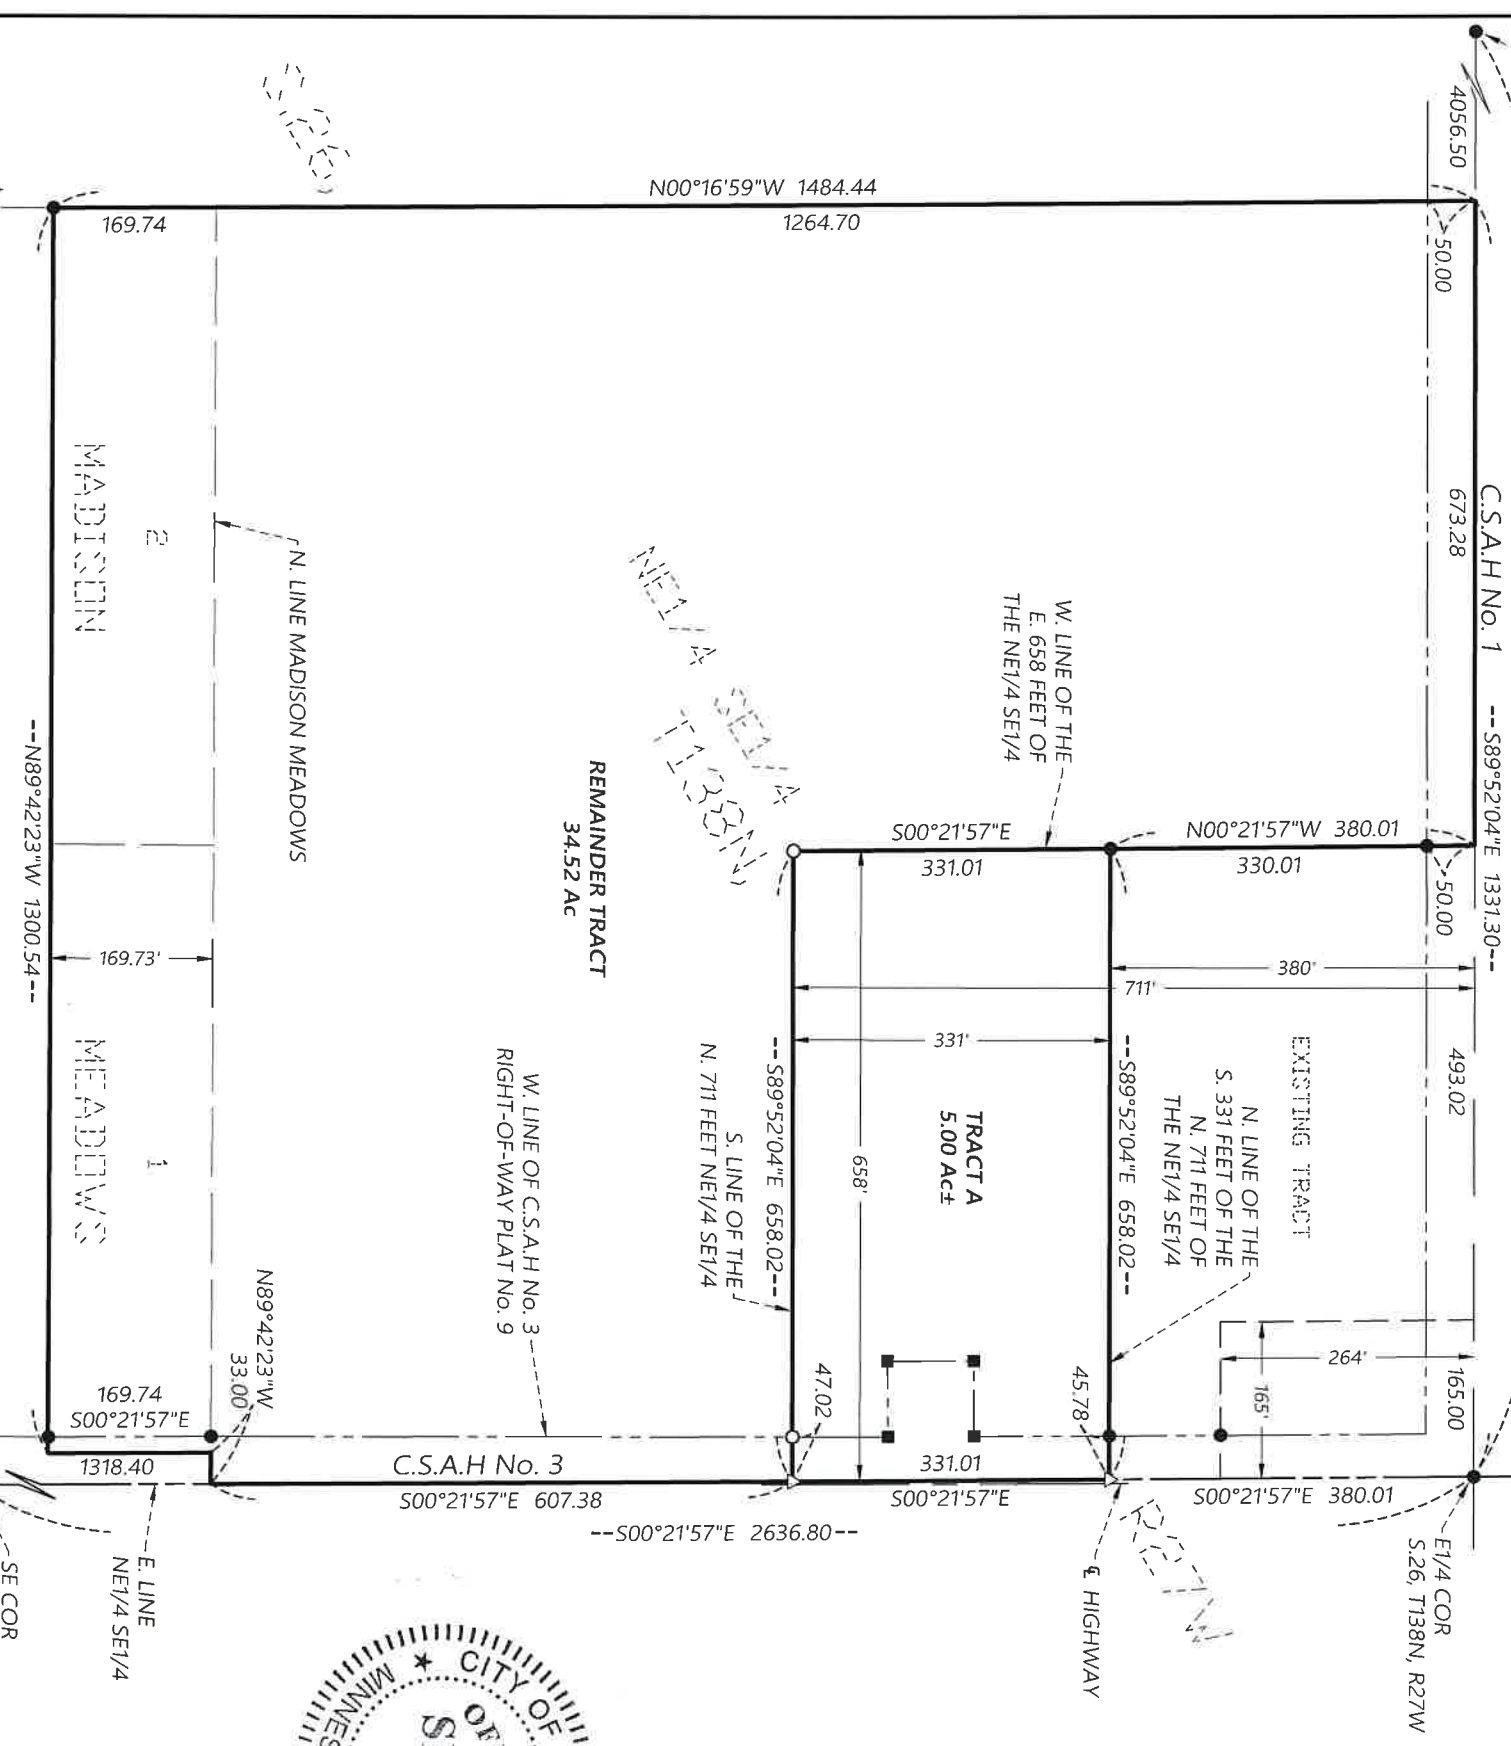 4056.50
50.00
C.S.A.H No. 1
673.28
--S89°52'04"E 1331.30--
50.00
493.02
165.00
E1/4 COR
S.26, T138N, R27W
S 26,
N00°16'59"W 1484.44
1264.70
169.74
N00°21'57"W 380.01
330.01
S00°21'57"E
331.01
W. LINE OF THE
E. 658 FEET OF
THE NE1/4 SE1/4
380'
711'
331'
EXISTING TRACT
264'
165'
N. LINE OF THE
S. 331 FEET OF THE
N. 711 FEET OF
THE NE1/4 SE1/4
--S89°52'04"E 658.02--
45.78
S00°21'57"E 380.01
R27W
℄ HIGHWAY
TRACT A
5.00 Ac±
658'
331.01
S00°21'57"E
--S89°52'04"E 658.02--
S. LINE OF THE
N. 711 FEET NE1/4 SE1/4
47.02
NE1/4 SE1/4
T138N,
REMAINDER TRACT
34.52 Ac
W. LINE OF C.S.A.H No. 3
RIGHT-OF-WAY PLAT No. 9
C.S.A.H No. 3
S00°21'57"E 607.38
--S00°21'57"E 2636.80--
N. LINE MADISON MEADOWS
N89°42'23"W
33.00
2
1
MADISON
MEADOWS
169.73'
169.74
S00°21'57"E
1318.40
E. LINE
NE1/4 SE1/4
--N89°42'23"W 1300.54--
SE COR
CITY OF